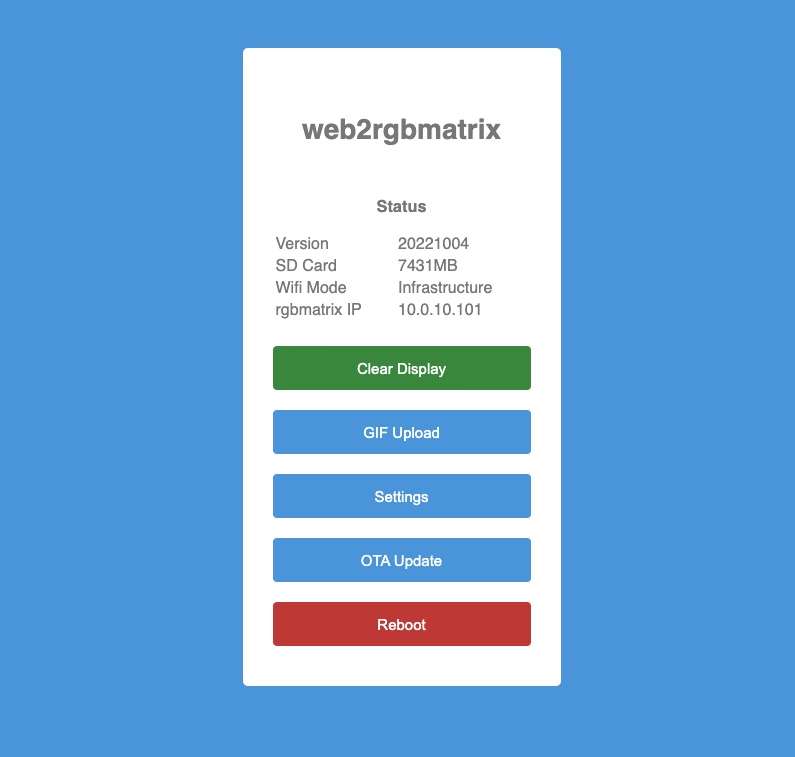 web2rgbmatrix
Status
Version 20221004
SD Card 7431MB
Wifi Mode Infrastructure
rgbmatrix IP 10.0.10.101
Clear Display
GIF Upload
Settings
OTA Update
Reboot